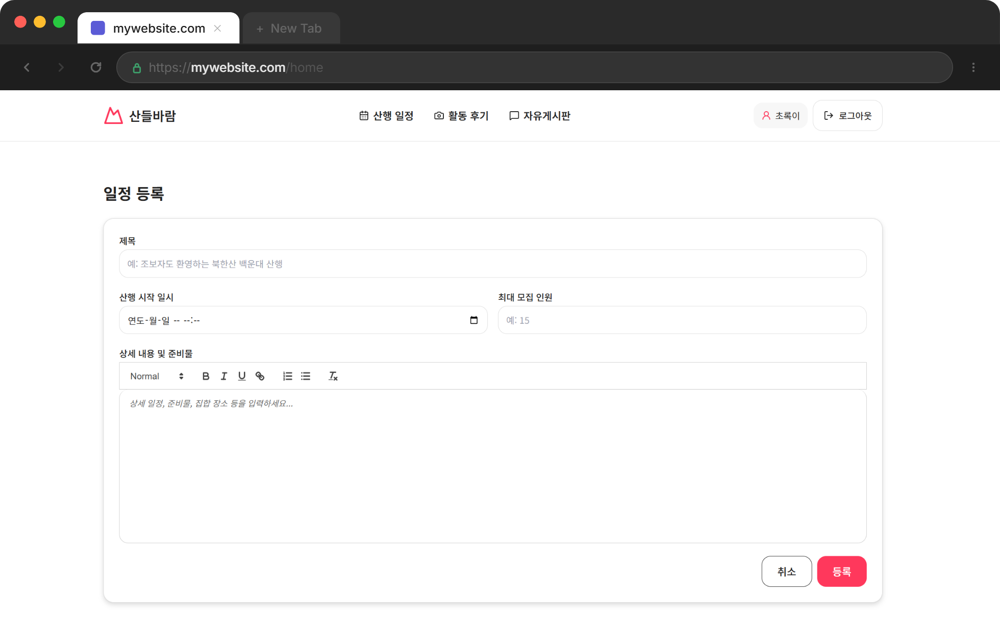 mywebsite.com
+ New Tab
https://mywebsite.com/home
산들바람
산행 일정
활동 후기
자유게시판
초록이
로그아웃
일정 등록
제목
예: 조보자도 환영하는 북한산 백운대 산행
산행 시작 일시
최대 모집 인원
연도-월-일 -- --:--
예: 15
상세 내용 및 준비물
Normal
상세 일정, 준비물, 집합 장소 등을 입력하세요...
취소
등록